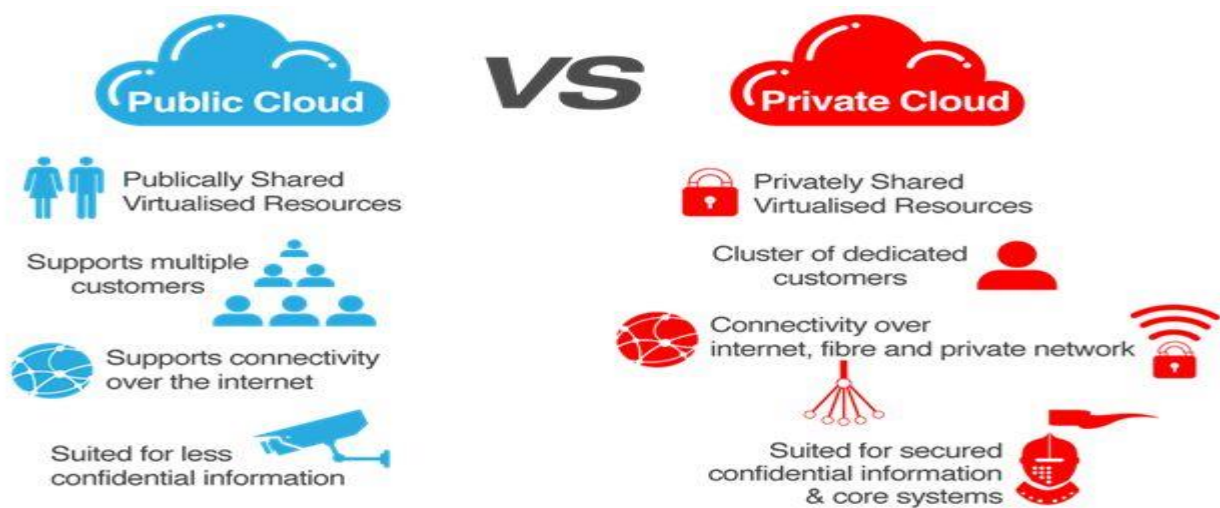 Public Cloud
VS
Private Cloud
Publically Shared
Virtualised Resources
Supports multiple
customers
Supports connectivity
over the internet
Suited for less
confidential information
Privately Shared
Virtualised Resources
Cluster of dedicated
customers
Connectivity over
internet, fibre and private network
Suited for secured
confidential information
& core systems